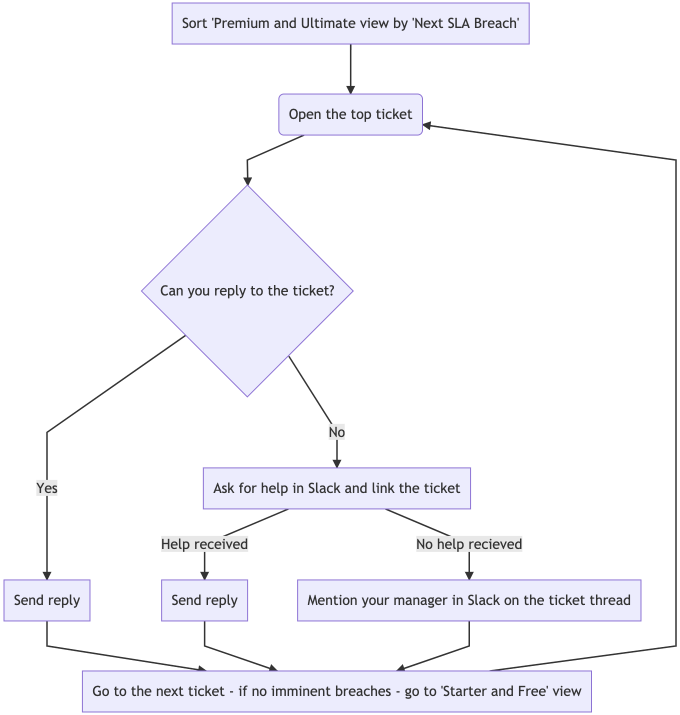 Sort 'Premium and Ultimate view by 'Next SLA Breach'
Open the top ticket
Can you reply to the ticket?
No
Ask for help in Slack and link the ticket
Yes
Help received
No help recieved
Send reply
Send reply
Mention your manager in Slack on the ticket thread
Go to the next ticket - if no imminent breaches - go to 'Starter and Free' view